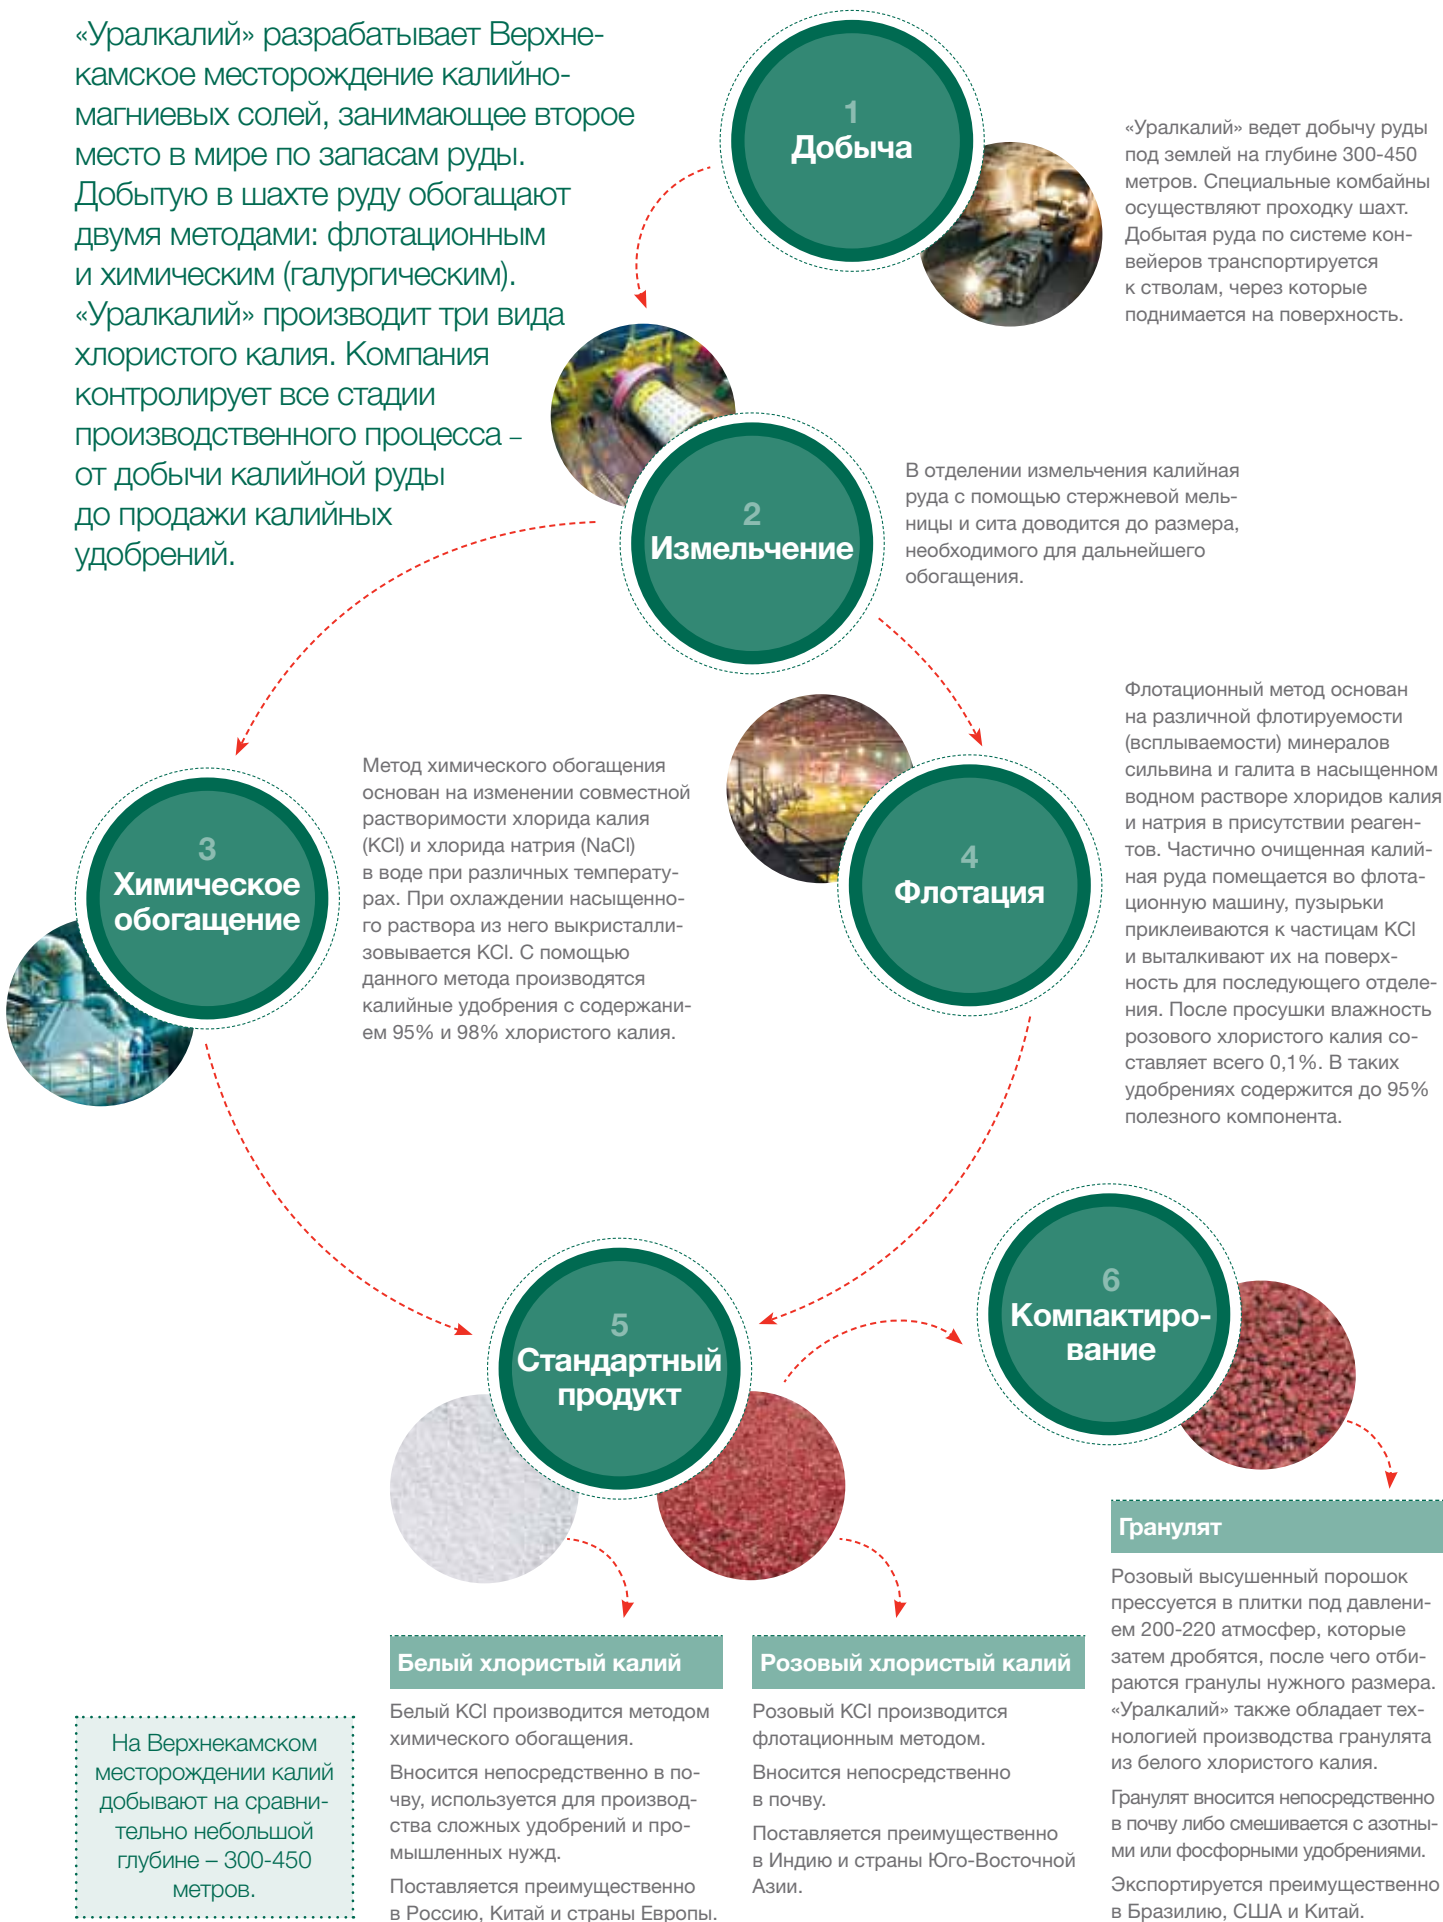 «Уралкалий» разрабатывает Верхне-
камское месторождение калийно-
магниевых солей, занимающее второе
место в мире по запасам руды.
Добытую в шахте руду обогащают
двумя методами: флотационным
и химическим (галургическим).
«Уралкалий» производит три вида
хлористого калия. Компания
контролирует все стадии
производственного процесса –
от добычи калийной руды
до продажи калийных
удобрений.
1
Добыча
«Уралкалий» ведет добычу руды
под землей на глубине 300-450
метров. Специальные комбайны
осуществляют проходку шахт.
Добытая руда по системе кон-
вейеров транспортируется
к стволам, через которые
поднимается на поверхность.
2
Измельчение
В отделении измельчения калийная
руда с помощью стержневой мель-
ницы и сита доводится до размера,
необходимого для дальнейшего
обогащения.
3
Химическое
обогащение
Метод химического обогащения
основан на изменении совместной
растворимости хлорида калия
(KCl) и хлорида натрия (NaCl)
в воде при различных температу-
рах. При охлаждении насыщенно-
го раствора из него выкристалли-
зовывается KCl. С помощью
данного метода производятся
калийные удобрения с содержани-
ем 95% и 98% хлористого калия.
4
Флотация
Флотационный метод основан
на различной флотируемости
(всплываемости) минералов
сильвина и галита в насыщенном
водном растворе хлоридов калия
и натрия в присутствии реаген-
тов. Частично очищенная калий-
ная руда помещается во флота-
ционную машину, пузырьки
приклеиваются к частицам KCl
и выталкивают их на поверх-
ность для последующего отделе-
ния. После просушки влажность
розового хлористого калия со-
ставляет всего 0,1%. В таких
удобрениях содержится до 95%
полезного компонента.
5
Стандартный
продукт
6
Компактиро-
вание
Белый хлористый калий
Белый KCl производится методом
химического обогащения.
Вносится непосредственно в по-
чву, используется для производ-
ства сложных удобрений и про-
мышленных нужд.
Поставляется преимущественно
в Россию, Китай и страны Европы.
Розовый хлористый калий
Розовый KCl производится
флотационным методом.
Вносится непосредственно
в почву.
Поставляется преимущественно
в Индию и страны Юго-Восточной
Азии.
Гранулят
Розовый высушенный порошок
прессуется в плитки под давлени-
ем 200-220 атмосфер, которые
затем дробятся, после чего отби-
раются гранулы нужного размера.
«Уралкалий» также обладает тех-
нологией производства гранулята
из белого хлористого калия.
Гранулят вносится непосредственно
в почву либо смешивается с азотны-
ми или фосфорными удобрениями.
Экспортируется преимущественно
в Бразилию, США и Китай.
На Верхнекамском
месторождении калий
добывают на сравни-
тельно небольшой
глубине – 300-450
метров.